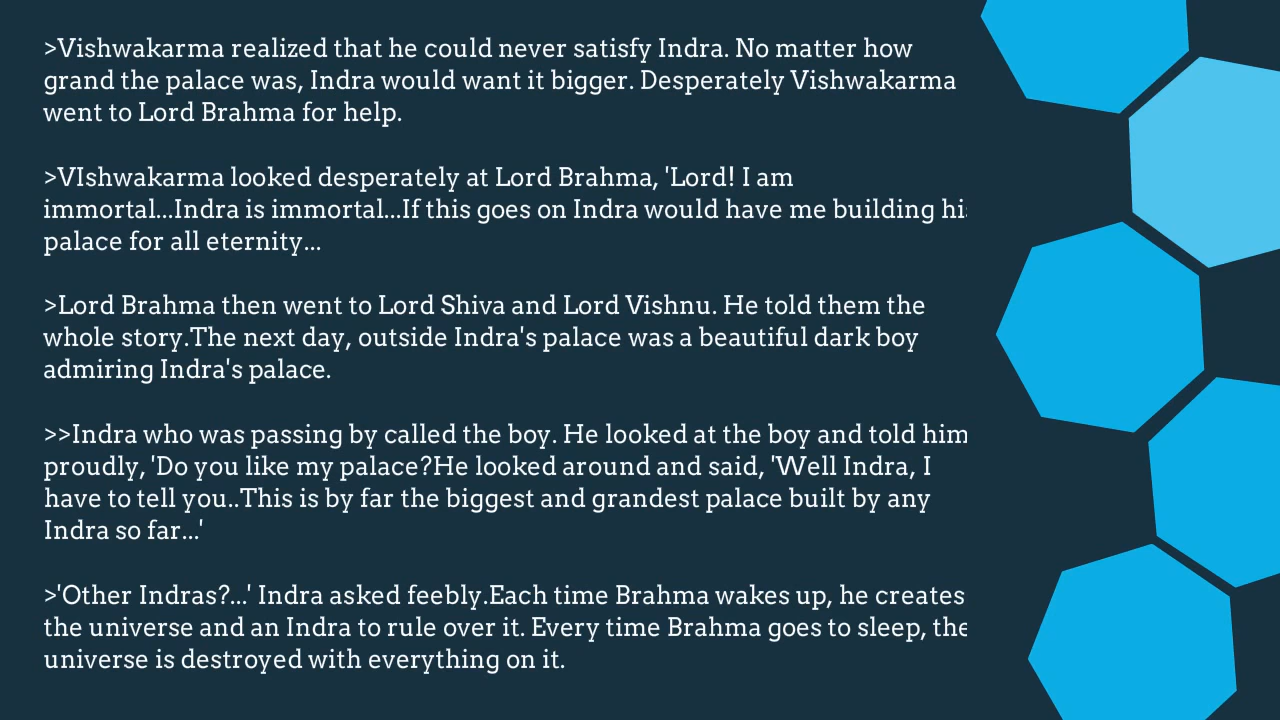 >Vishwakarma realized that he could never satisfy Indra. No matter how
grand the palace was, Indra would want it bigger. Desperately Vishwakarma
went to Lord Brahma for help.
>VIshwakarma looked desperately at Lord Brahma, 'Lord! I am
immortal...Indra is immortal...If this goes on Indra would have me building his
palace for all eternity...
>Lord Brahma then went to Lord Shiva and Lord Vishnu. He told them the
whole story.The next day, outside Indra's palace was a beautiful dark boy
admiring Indra's palace.
>>Indra who was passing by called the boy. He looked at the boy and told him
proudly, 'Do you like my palace?He looked around and said, 'Well Indra, I
have to tell you..This is by far the biggest and grandest palace built by any
Indra so far...'
>'Other Indras?...' Indra asked feebly.Each time Brahma wakes up, he creates
the universe and an Indra to rule over it. Every time Brahma goes to sleep, the
universe is destroyed with everything on it.